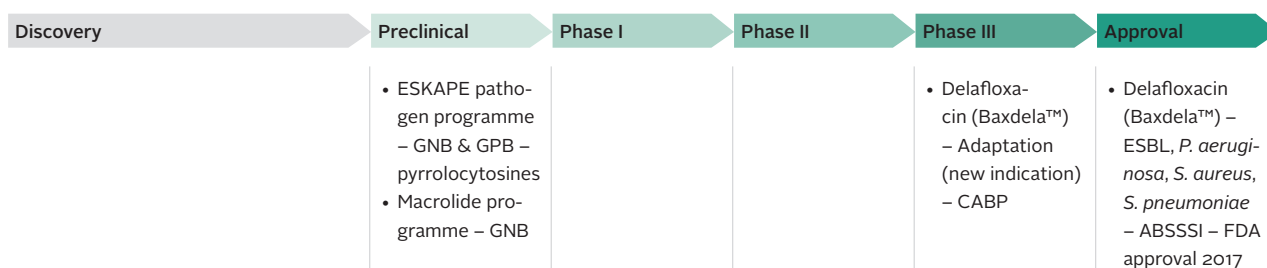 Discovery
Preclinical
Phase I
Phase II
Phase III
Approval
• ESKAPE patho-
gen programme
– GNB & GPB –
pyrrolocytosines
• Macrolide pro-
gramme – GNB
• Delafloxa-
cin (Baxdela™)
– Adaptation
(new indication)
– CABP
• Delafloxacin
(Baxdela™) –
ESBL, P. aerugi-
nosa, S. aureus,
S. pneumoniae
– ABSSSI – FDA
approval 2017